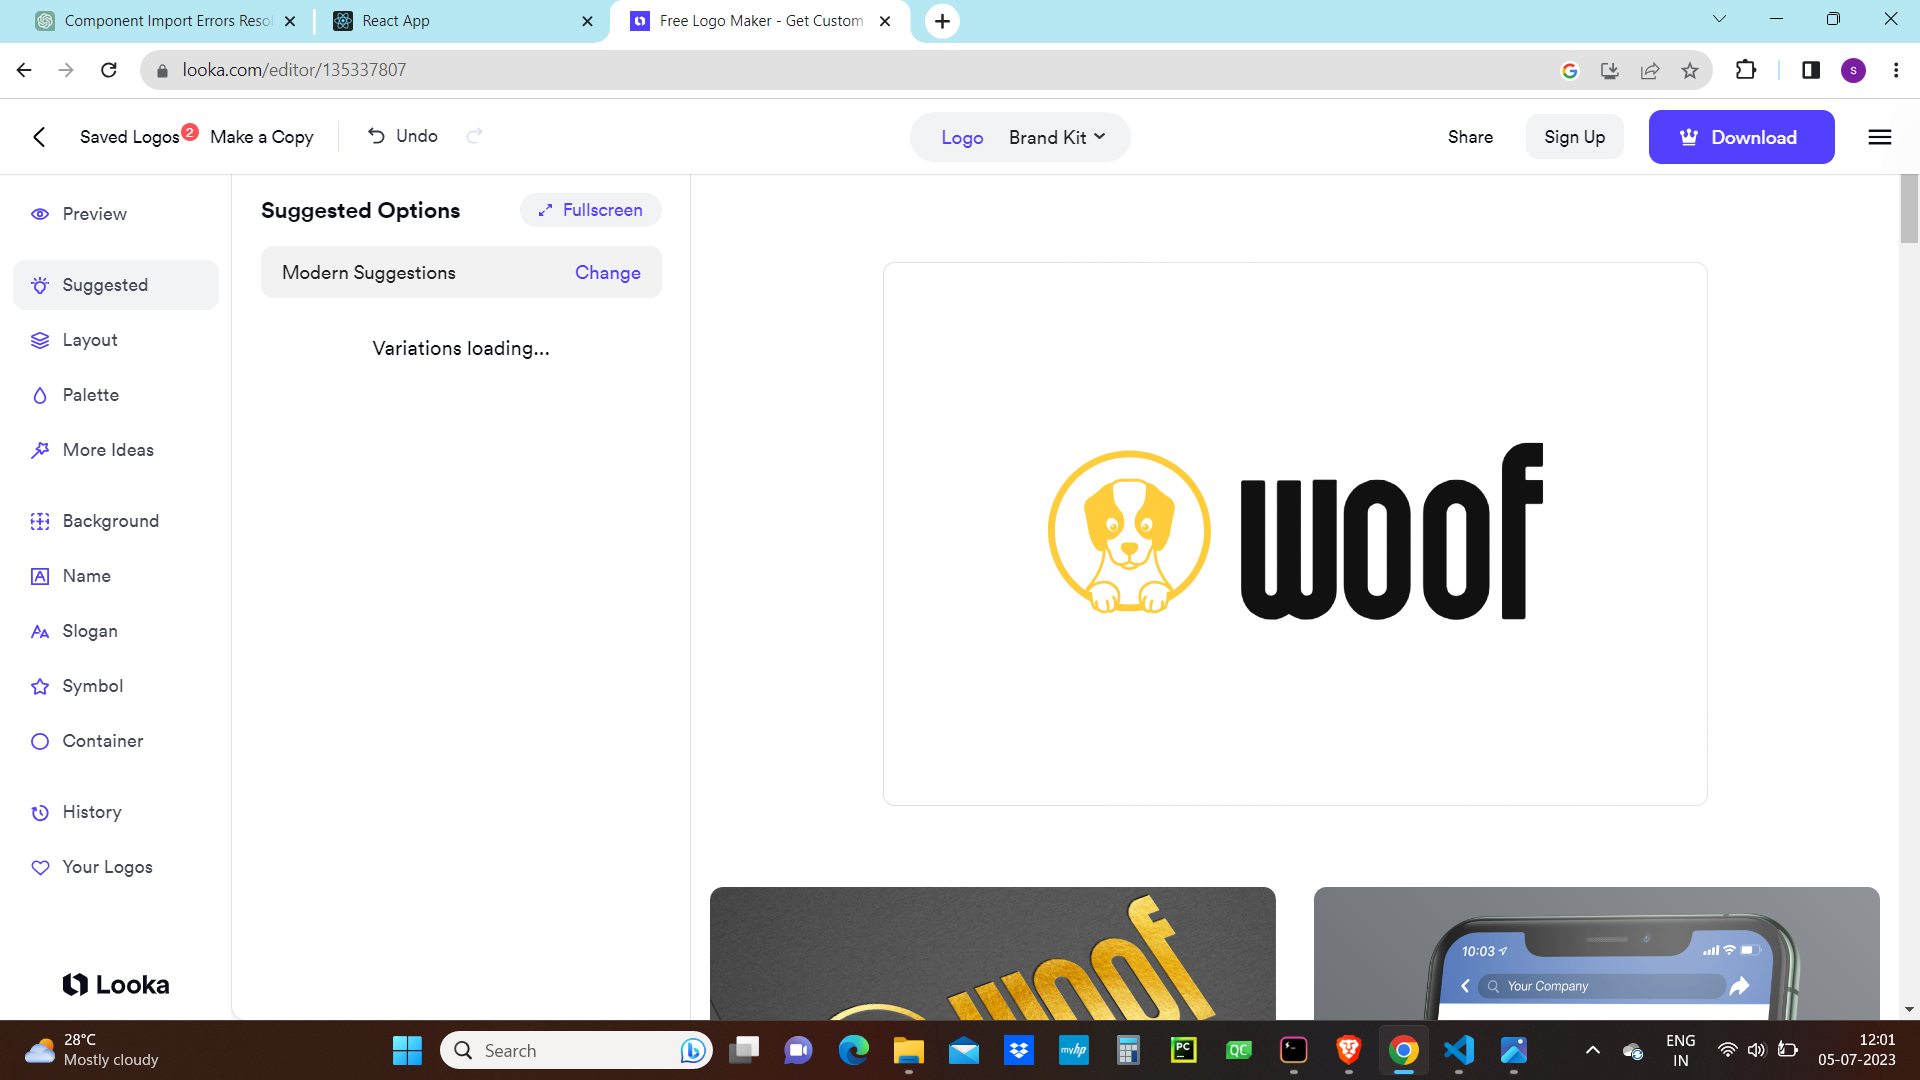 Component Import Errors Resol
React App
Free Logo Maker - Get Custom
looka.com/editor/135337807
S
Saved Logos 2
Make a Copy
Undo
Logo
Brand Kit
Share
Sign Up
Download
Preview
Suggested
Layout
Palette
More Ideas
Background
Name
Slogan
Symbol
Container
History
Your Logos
Looka
Suggested Options
Fullscreen
Modern Suggestions
Change
Variations loading...
woof
woof
10:03
Your Company
28°C
Mostly cloudy
Search
myhp
PC
QC
ENG
IN
12:01
05-07-2023